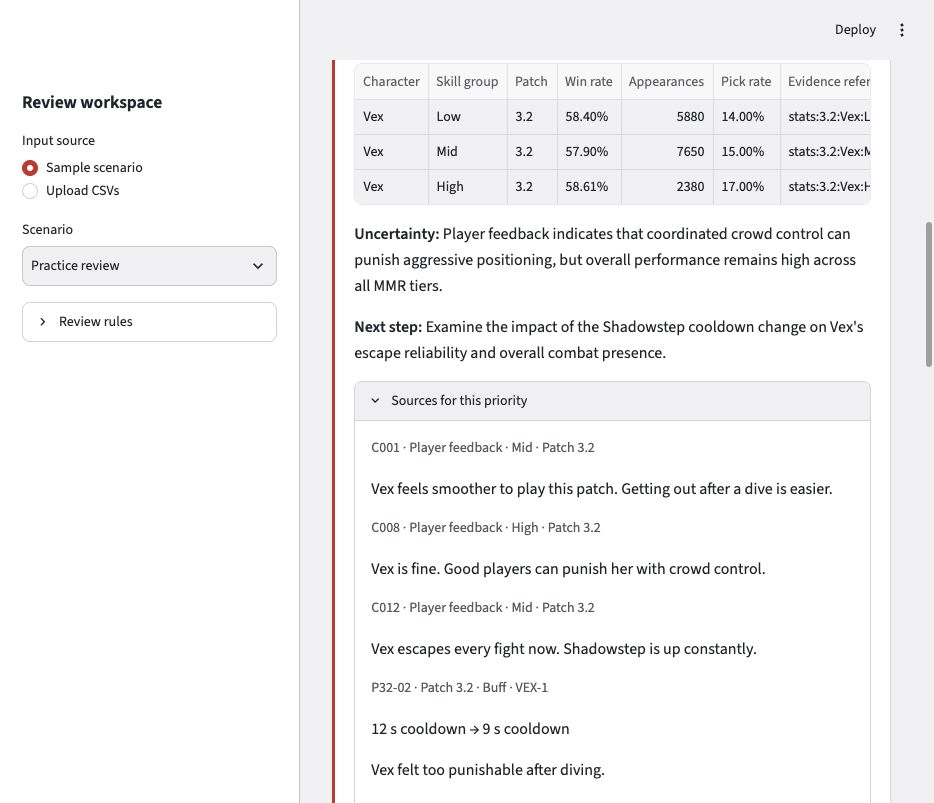 Deploy
Review workspace
Input source
Sample scenario
Upload CSVs
Scenario
Practice review
Review rules
Character Skill group Patch Win rate Appearances Pick rate Evidence refer
Vex Low 3.2 58.40% 5880 14.00% stats:3.2:Vex:L
Vex Mid 3.2 57.90% 7650 15.00% stats:3.2:Vex:M
Vex High 3.2 58.61% 2380 17.00% stats:3.2:Vex:H
Uncertainty: Player feedback indicates that coordinated crowd control can
punish aggressive positioning, but overall performance remains high across
all MMR tiers.
Next step: Examine the impact of the Shadowstep cooldown change on Vex's
escape reliability and overall combat presence.
Sources for this priority
C001 · Player feedback · Mid · Patch 3.2
Vex feels smoother to play this patch. Getting out after a dive is easier.
C008 · Player feedback · High · Patch 3.2
Vex is fine. Good players can punish her with crowd control.
C012 · Player feedback · Mid · Patch 3.2
Vex escapes every fight now. Shadowstep is up constantly.
P32-02 · Patch 3.2 · Buff · VEX-1
12 s cooldown → 9 s cooldown
Vex felt too punishable after diving.